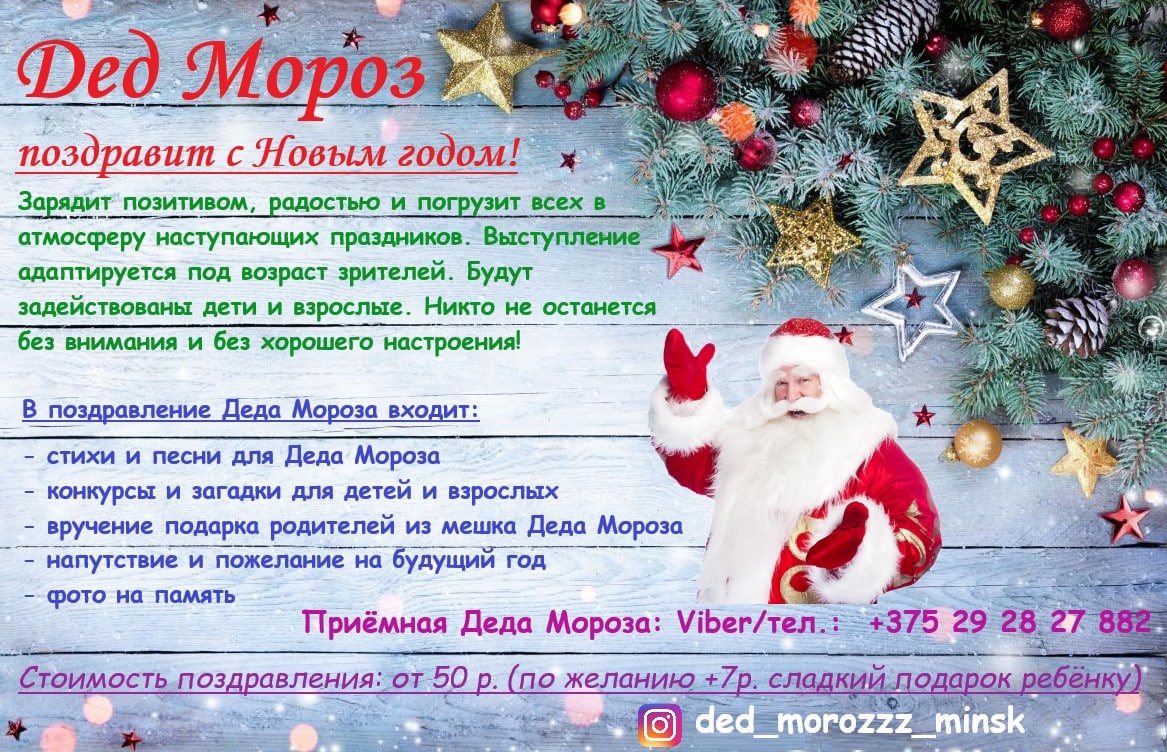 Дед Мороз
поздравит с Новым годом!
Зарядит позитивом, радостью и погрузит всех в
атмосферу наступающих праздников. Выступление
адаптируется под возраст зрителей. Будут
задействованы дети и взрослые. Никто не останется
без внимания и без хорошего настроения!
В поздравление Деда Мороза входит:
- стихи и песни для Деда Мороза
- конкурсы и загадки для детей и взрослых
- вручение подарка родителей из мешка Деда Мороза
- напутствие и пожелание на будущий год
- фото на память
Приёмная Деда Мороза: Viber/тел.: +375 29 28 27 882
Стоимость поздравления: от 50 р. (по желанию +7р. сладкий подарок ребёнку)
ded_morozzz_minsk